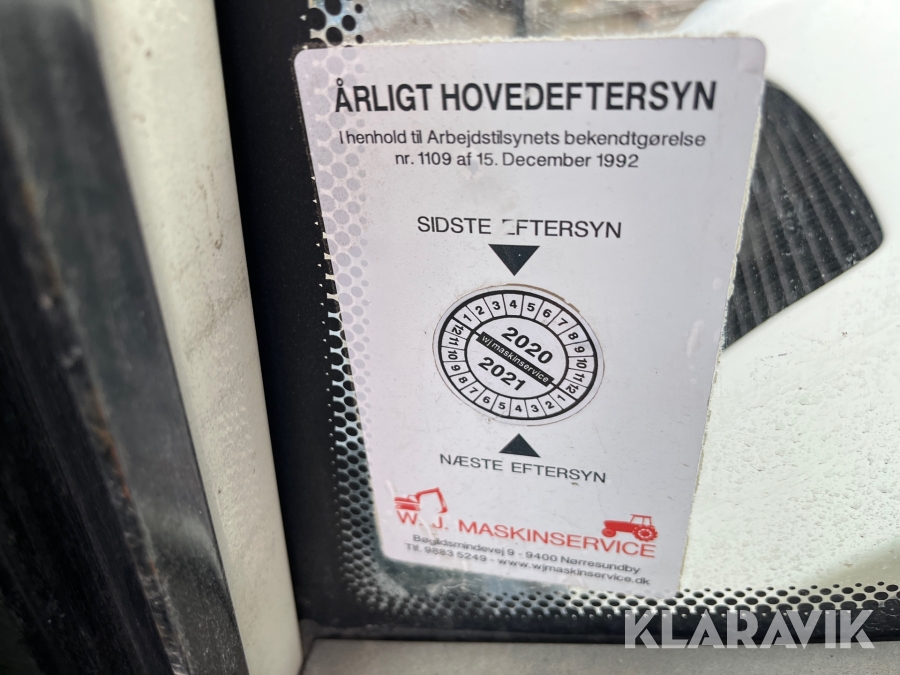 ÅRLIGT HOVEDEFTERSYN
I henhold til Arbejdstilsynets bekendtgørelse
nr. 1109 af 15. December 1992
SIDSTE EFTERSYN
1 2 3 4 5 6 7 8 9 10 11 12
2020
wj maskinservice
2021
12 11 10 9 8 7 6 5 4 3 2 1
NÆSTE EFTERSYN
W. J. MASKINSERVICE
Bøgildsmindevej 9 - 9400 Nørresundby
Tlf. 9883 5249 - www.wjmaskinservice.dk
KLARAVIK